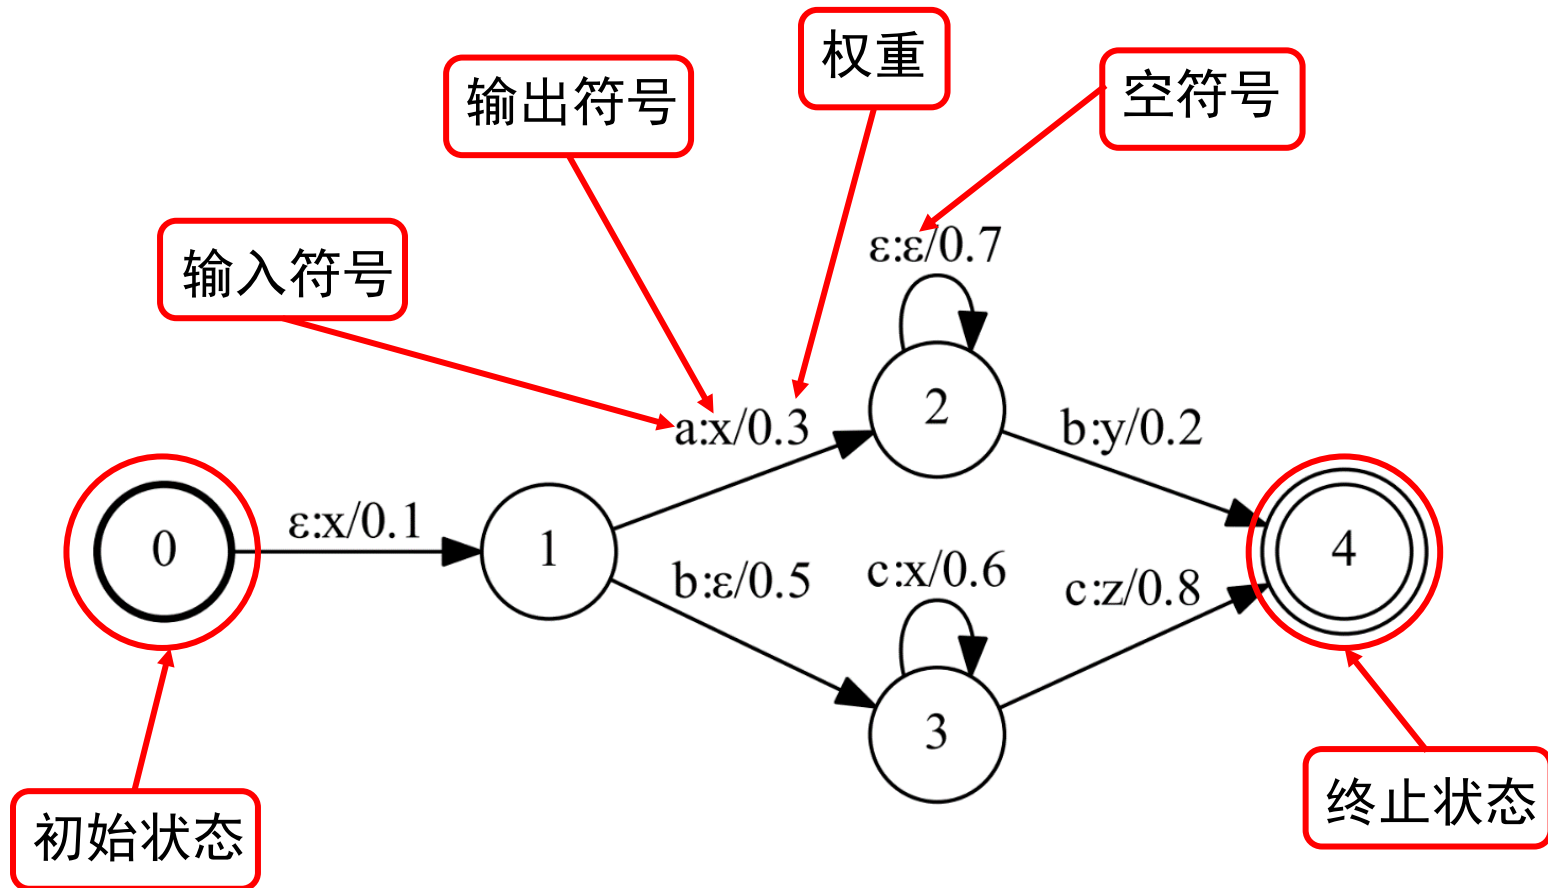 权重
输出符号
空符号
输入符号
ε:ε/0.7
2
a:x/0.3
b:y/0.2
0
ε:x/0.1
1
4
b:ε/0.5
c:x/0.6
c:z/0.8
3
初始状态
终止状态